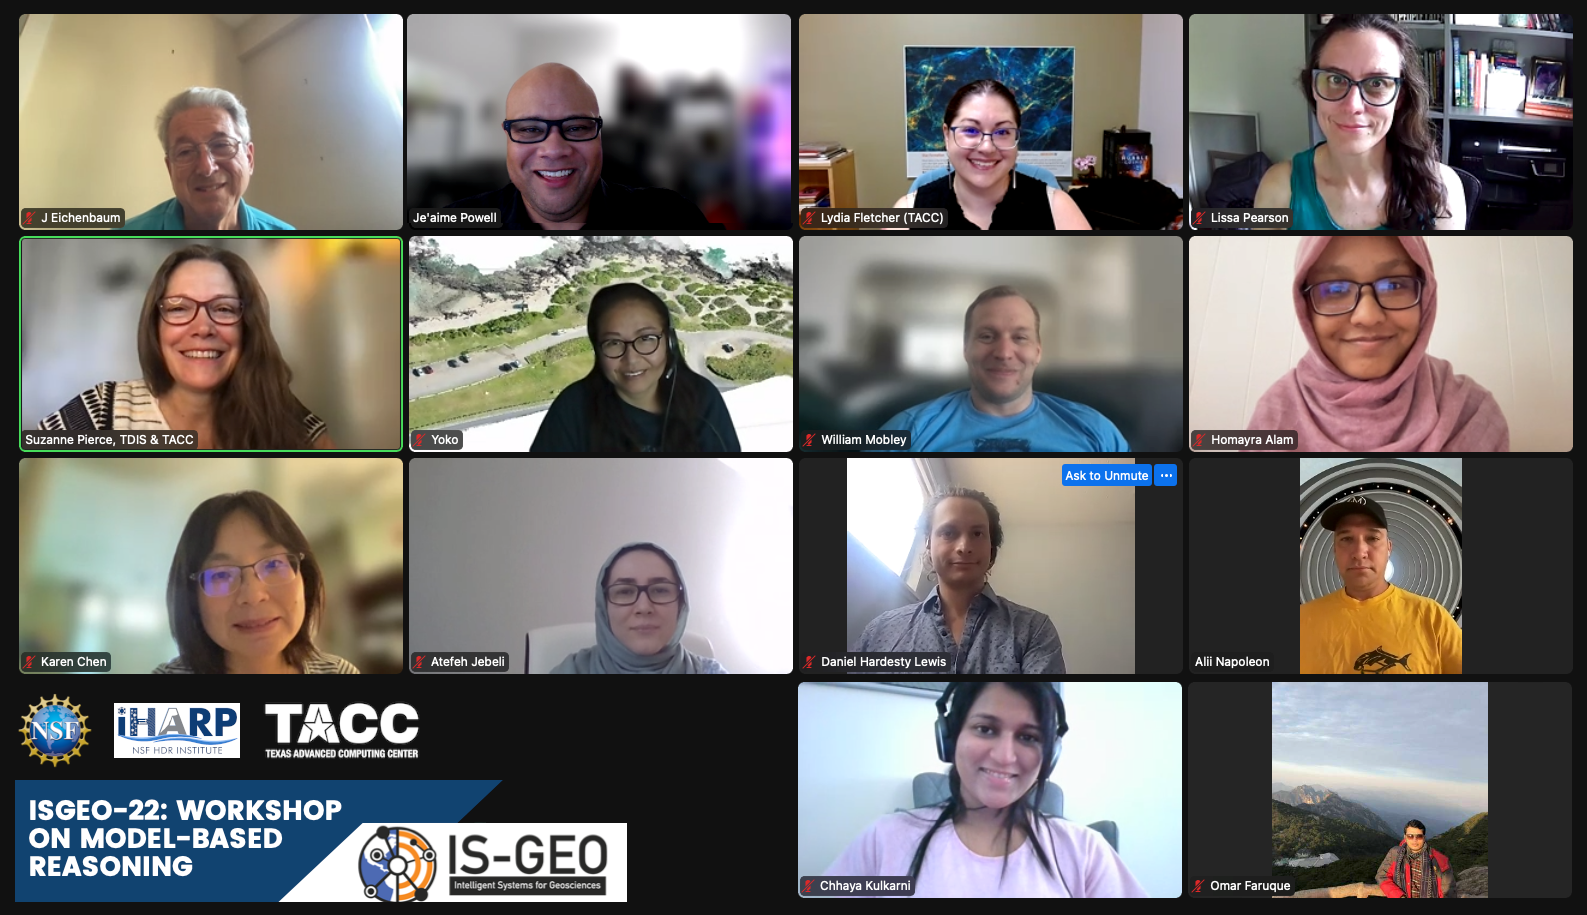 J Eichenbaum
Je'aime Powell
Lydia Fletcher (TACC)
Lissa Pearson
Suzanne Pierce, TDIS & TACC
Yoko
William Mobley
Homayra Alam
Karen Chen
Atefeh Jebeli
Ask to Unmute
Daniel Hardesty Lewis
Alii Napoleon
NSF
iHARP
NSF HDR INSTITUTE
TACC
TEXAS ADVANCED COMPUTING CENTER
ISGEO-22: WORKSHOP
ON MODEL-BASED
REASONING
IS-GEO
Intelligent Systems for Geosciences
Chhaya Kulkarni
Omar Faruque